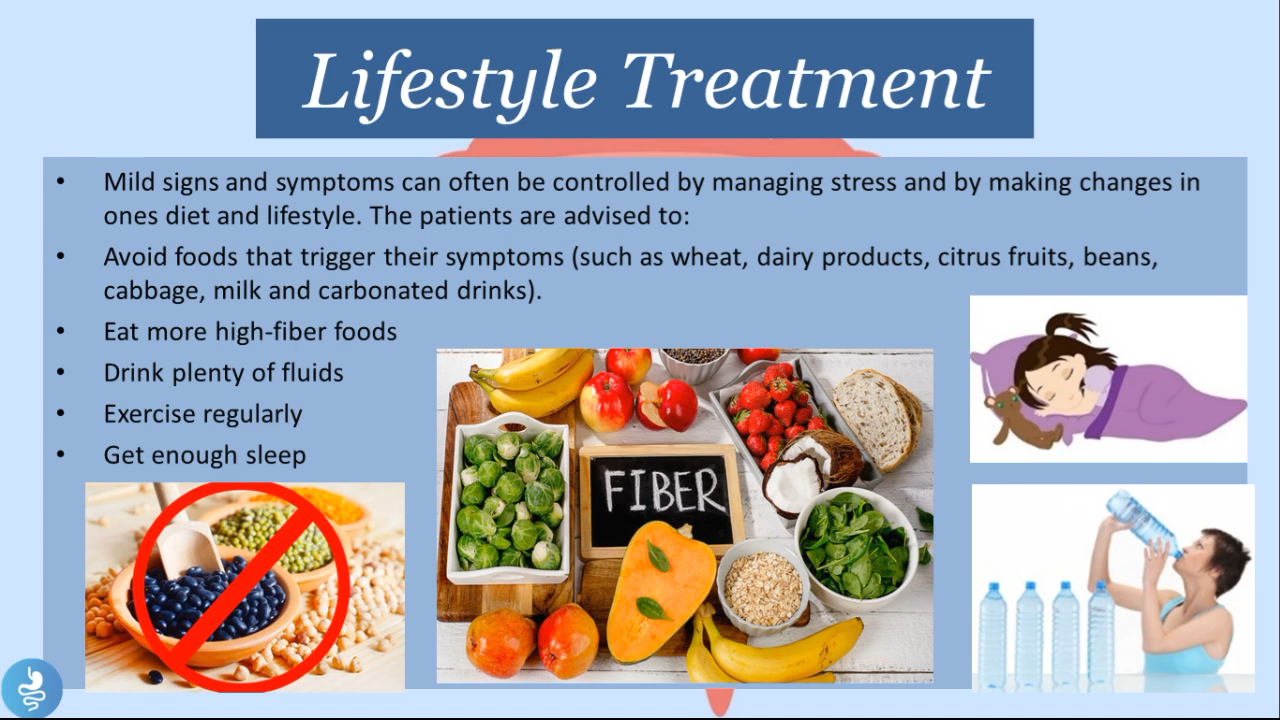 Lifestyle Treatment
• Mild signs and symptoms can often be controlled by managing stress and by making changes in
ones diet and lifestyle. The patients are advised to:
• Avoid foods that trigger their symptoms (such as wheat, dairy products, citrus fruits, beans,
cabbage, milk and carbonated drinks).
• Eat more high-fiber foods
• Drink plenty of fluids
• Exercise regularly
• Get enough sleep
FIBER